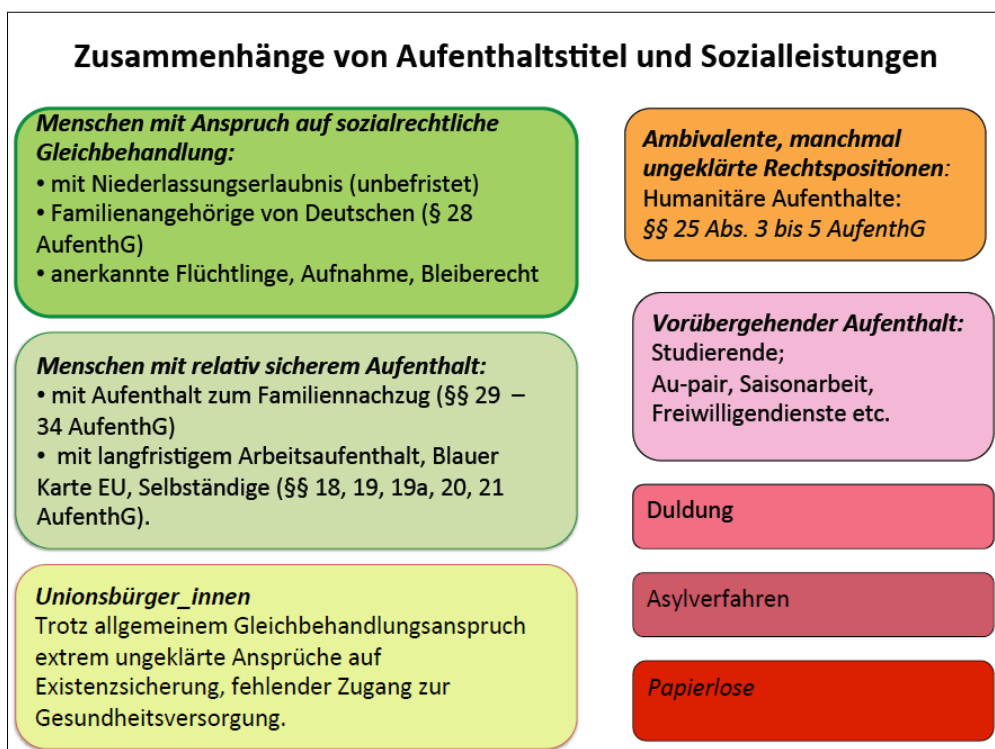 Zusammenhänge von Aufenthaltstitel und Sozialleistungen
Menschen mit Anspruch auf sozialrechtliche
Gleichbehandlung:
• mit Niederlassungserlaubnis (unbefristet)
• Familienangehörige von Deutschen (§ 28
AufenthG)
• anerkannte Flüchtlinge, Aufnahme, Bleiberecht
Menschen mit relativ sicherem Aufenthalt:
• mit Aufenthalt zum Familiennachzug (§§ 29 –
34 AufenthG)
• mit langfristigem Arbeitsaufenthalt, Blauer
Karte EU, Selbständige (§§ 18, 19, 19a, 20, 21
AufenthG).
Unionsbürger_innen
Trotz allgemeinem Gleichbehandlungsanspruch
extrem ungeklärte Ansprüche auf
Existenzsicherung, fehlender Zugang zur
Gesundheitsversorgung.
Ambivalente, manchmal
ungeklärte Rechtspositionen:
Humanitäre Aufenthalte:
§§ 25 Abs. 3 bis 5 AufenthG
Vorübergehender Aufenthalt:
Studierende;
Au-pair, Saisonarbeit,
Freiwilligendienste etc.
Duldung
Asylverfahren
Papierlose